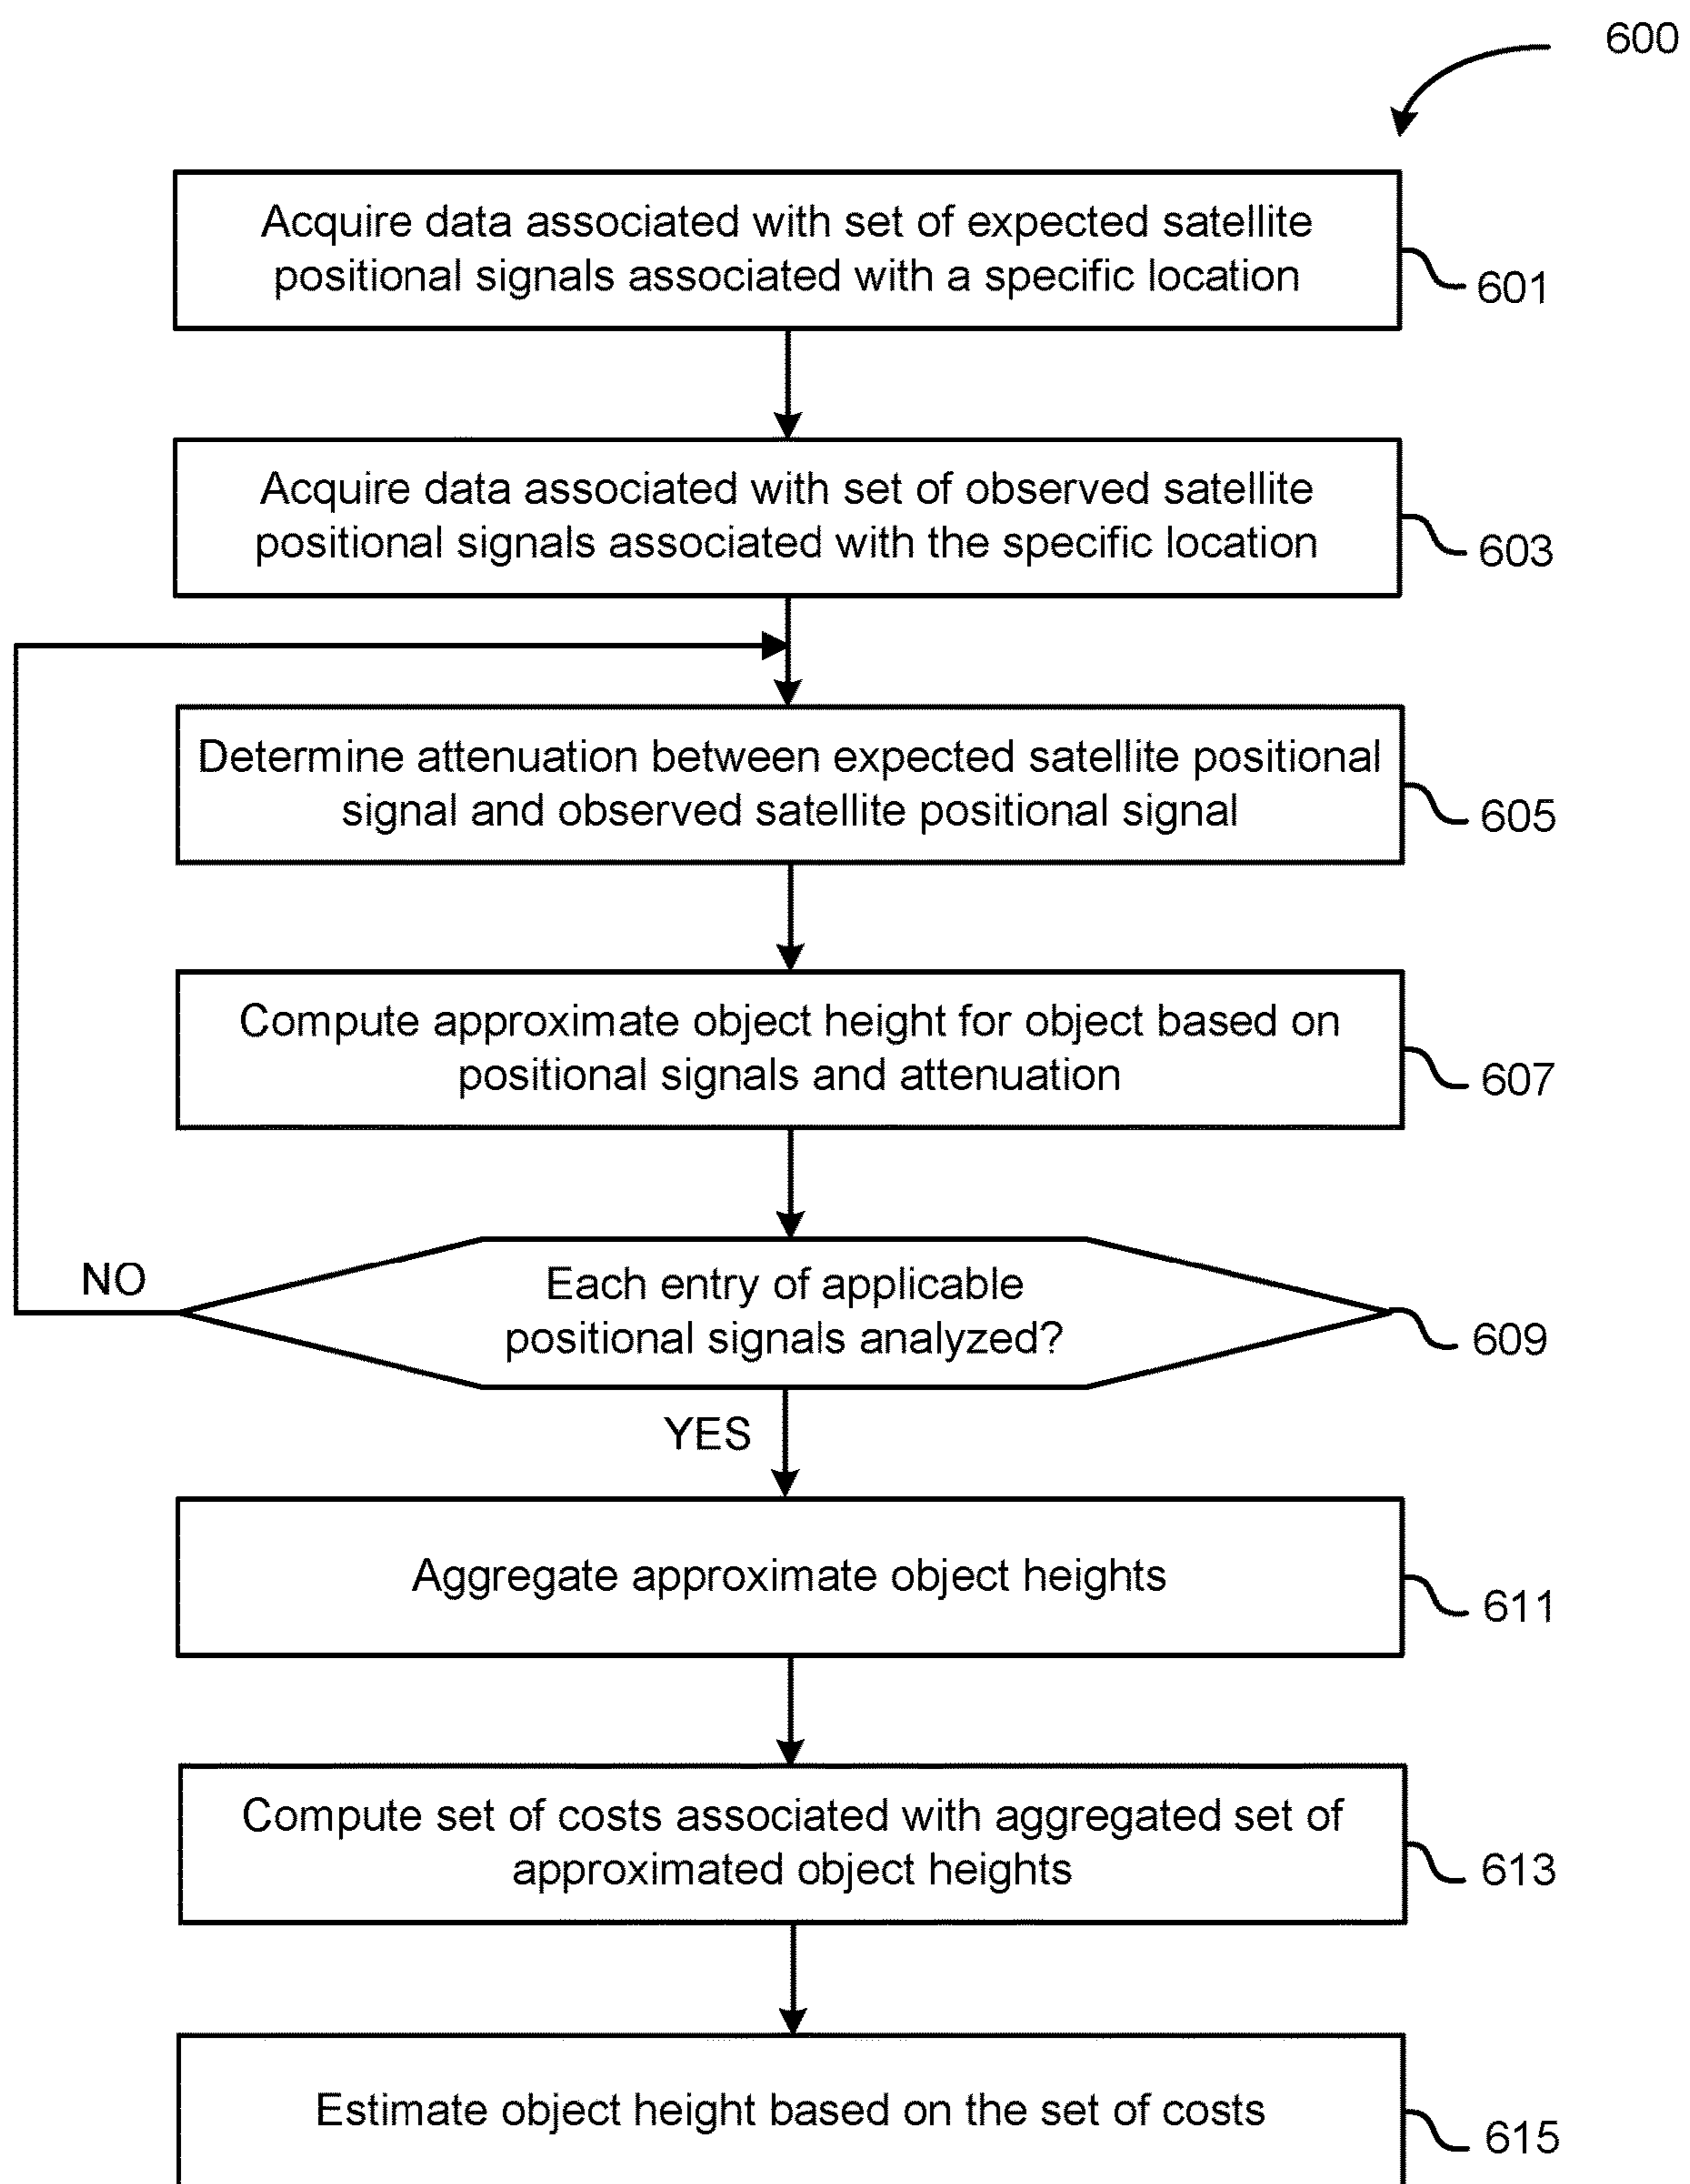 600
Acquire data associated with set of expected satellite
positional signals associated with a specific location
601
Acquire data associated with set of observed satellite
positional signals associated with the specific location
603
Determine attenuation between expected satellite positional
signal and observed satellite positional signal
605
Compute approximate object height for object based on
positional signals and attenuation
607
NO
Each entry of applicable
positional signals analyzed?
609
YES
Aggregate approximate object heights
611
Compute set of costs associated with aggregated set of
approximated object heights
613
Estimate object height based on the set of costs
615